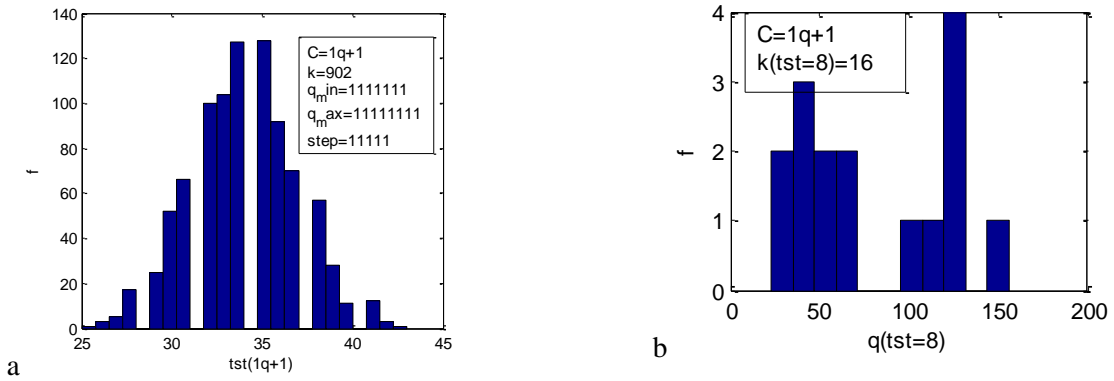 140
120
100
80
60
40
20
0
f
C=1q+1
k=902
q_min=1111111
q_max=11111111
step=11111
25 30 35 40 45
tst(1q+1)
a
4
3
2
1
0
f
C=1q+1
k(tst=8)=16
0 50 100 150 200
q(tst=8)
b